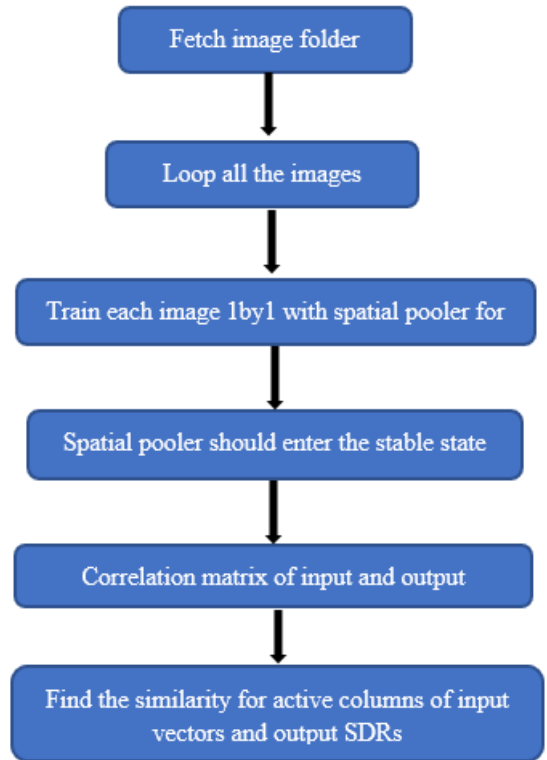 Fetch image folder
Loop all the images
Train each image 1by1 with spatial pooler for
Spatial pooler should enter the stable state
Correlation matrix of input and output
Find the similarity for active columns of input
vectors and output SDRs